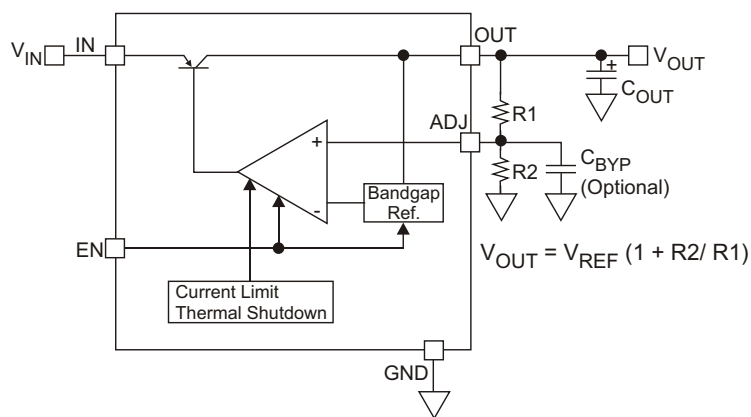 V_IN
IN
OUT
V_OUT
+
C_OUT
R1
ADJ
+
R2
C_BYP
(Optional)
Bandgap
Ref.
-
EN
V_OUT = V_REF (1 + R2/ R1)
Current Limit
Thermal Shutdown
GND